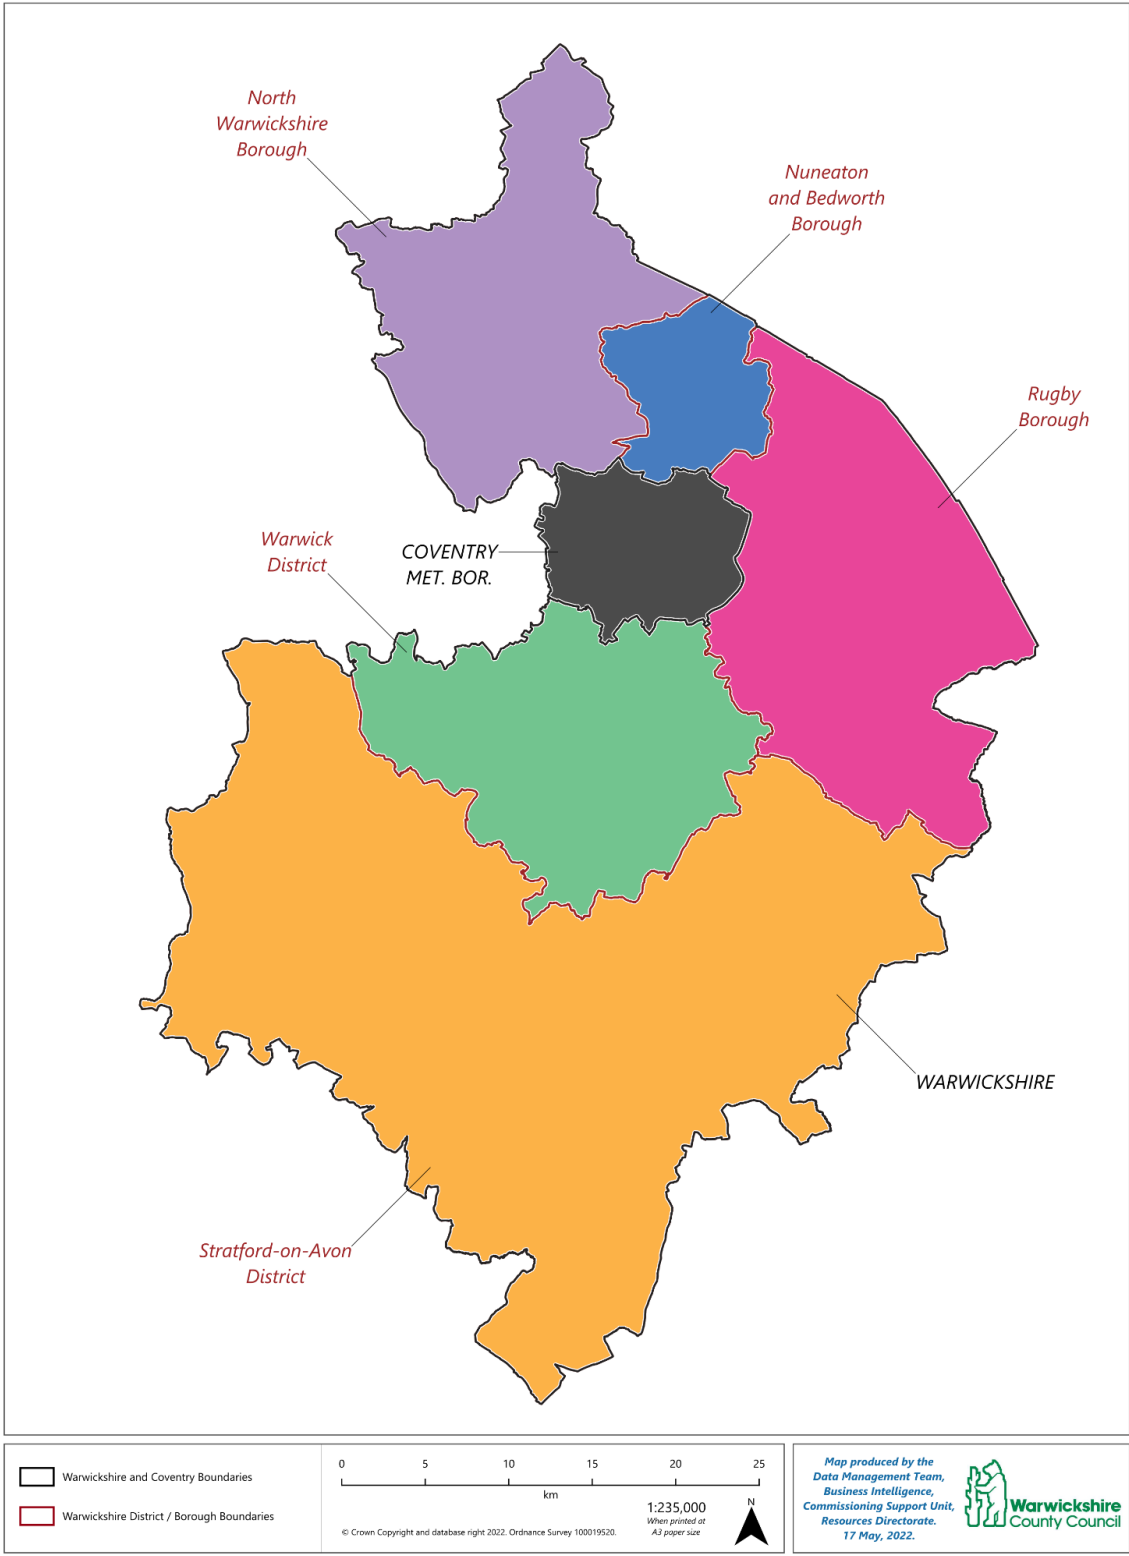 North
Warwickshire
Borough
Nuneaton
and Bedworth
Borough
Rugby
Borough
Warwick
District
COVENTRY
MET. BOR.
WARWICKSHIRE
Stratford-on-Avon
District
Warwickshire and Coventry Boundaries
Warwickshire District / Borough Boundaries
0 5 10 15 20 25
km
1:235,000
When printed at
A3 paper size
N
© Crown Copyright and database right 2022. Ordnance Survey 100019520.
Map produced by the
Data Management Team,
Business Intelligence,
Commissioning Support Unit,
Resources Directorate.
17 May, 2022.
Warwickshire
County Council